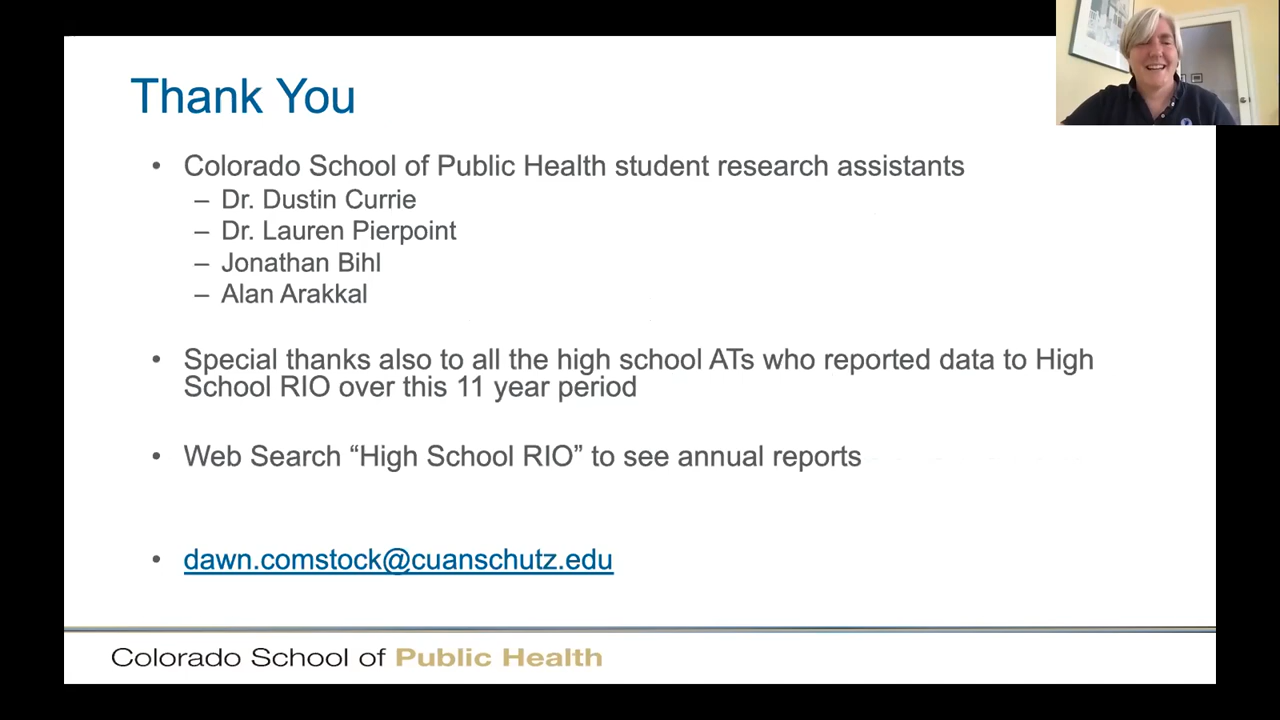 Thank You
• Colorado School of Public Health student research assistants
– Dr. Dustin Currie
– Dr. Lauren Pierpoint
– Jonathan Bihl
– Alan Arakkal
• Special thanks also to all the high school ATs who reported data to High
School RIO over this 11 year period
• Web Search “High School RIO” to see annual reports
• dawn.comstock@cuanschutz.edu
Colorado School of Public Health